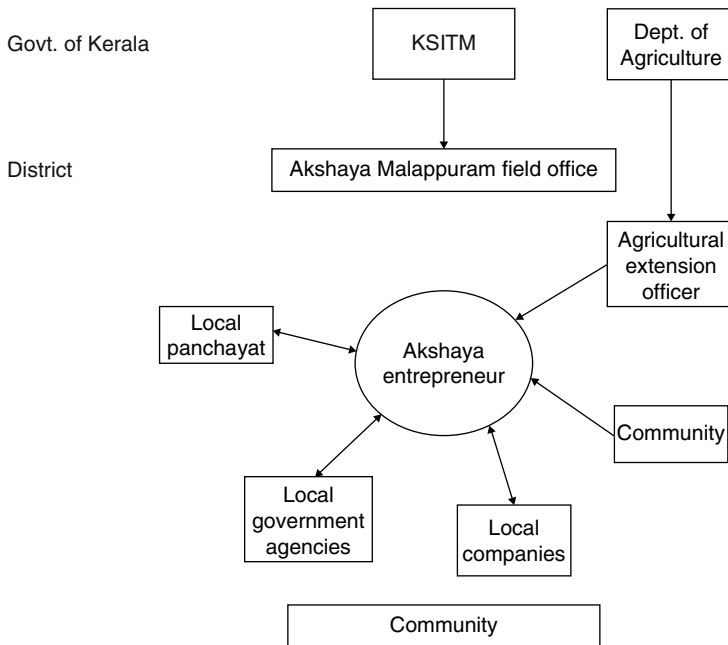 Govt. of Kerala
KSITM
Dept. of
Agriculture
District
Akshaya Malappuram field office
Agricultural
extension
officer
Local
panchayat
Akshaya
entrepreneur
Community
Local
government
agencies
Local
companies
Community